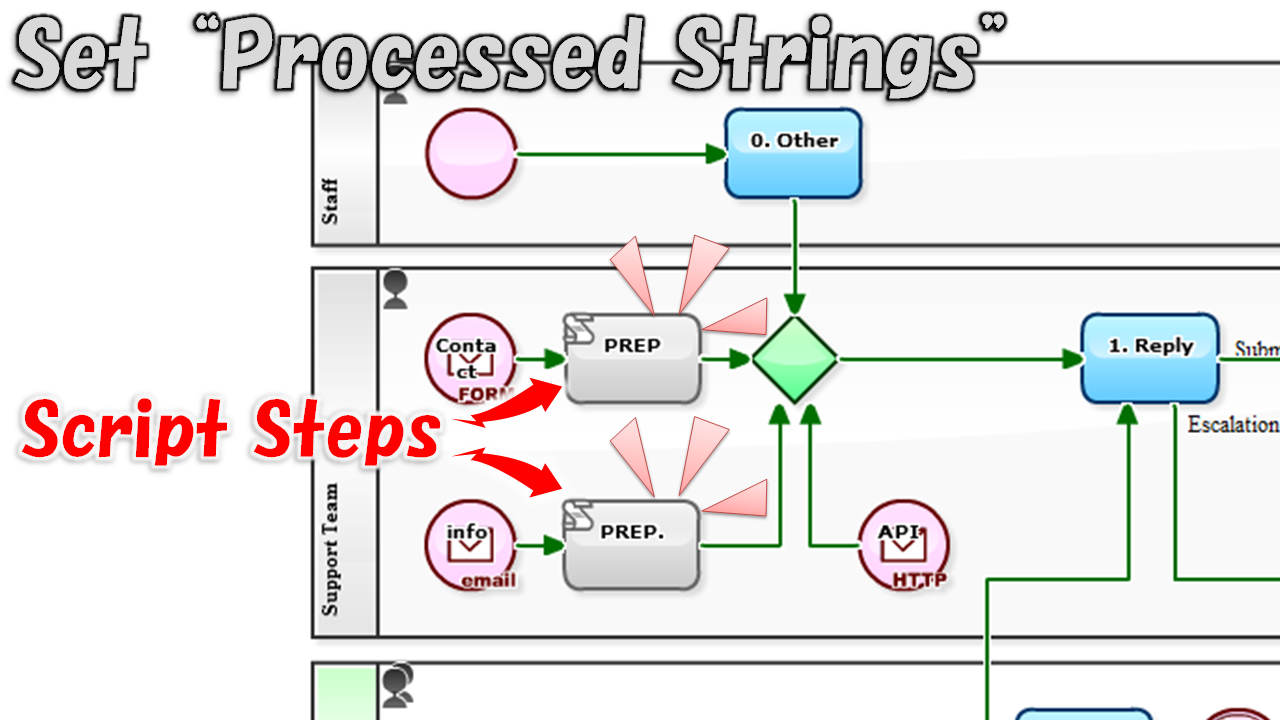 Set “Processed Strings”
Staff
0. Other
Support Team
Conta
ct
FORM
PREP
1. Reply
Escalation
Script Steps
info
email
PREP.
API
HTTP